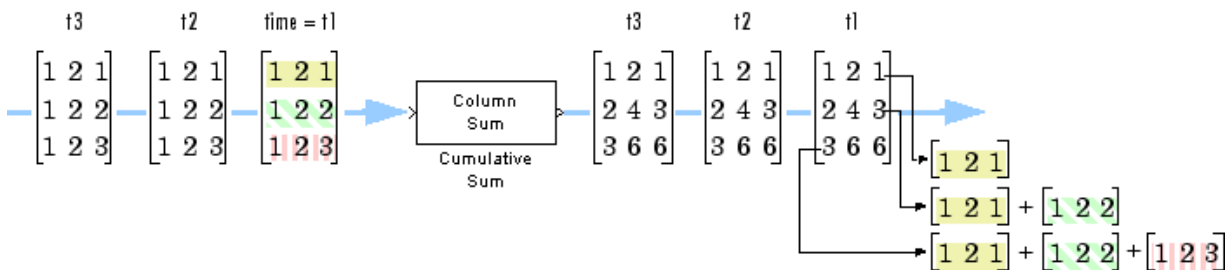 t3 t2 time = t1 t3 t2 t1
1 2 1 1 2 1 1 2 1 1 2 1 1 2 1 1 2 1
1 2 2 1 2 2 1 2 2 Column Sum 2 4 3 2 4 3 2 4 3
1 2 3 1 2 3 1 2 3 3 6 6 3 6 6 3 6 6
Cumulative Sum
[1 2 1]
[1 2 1] + [1 2 2]
[1 2 1] + [1 2 2] + [1 2 3]